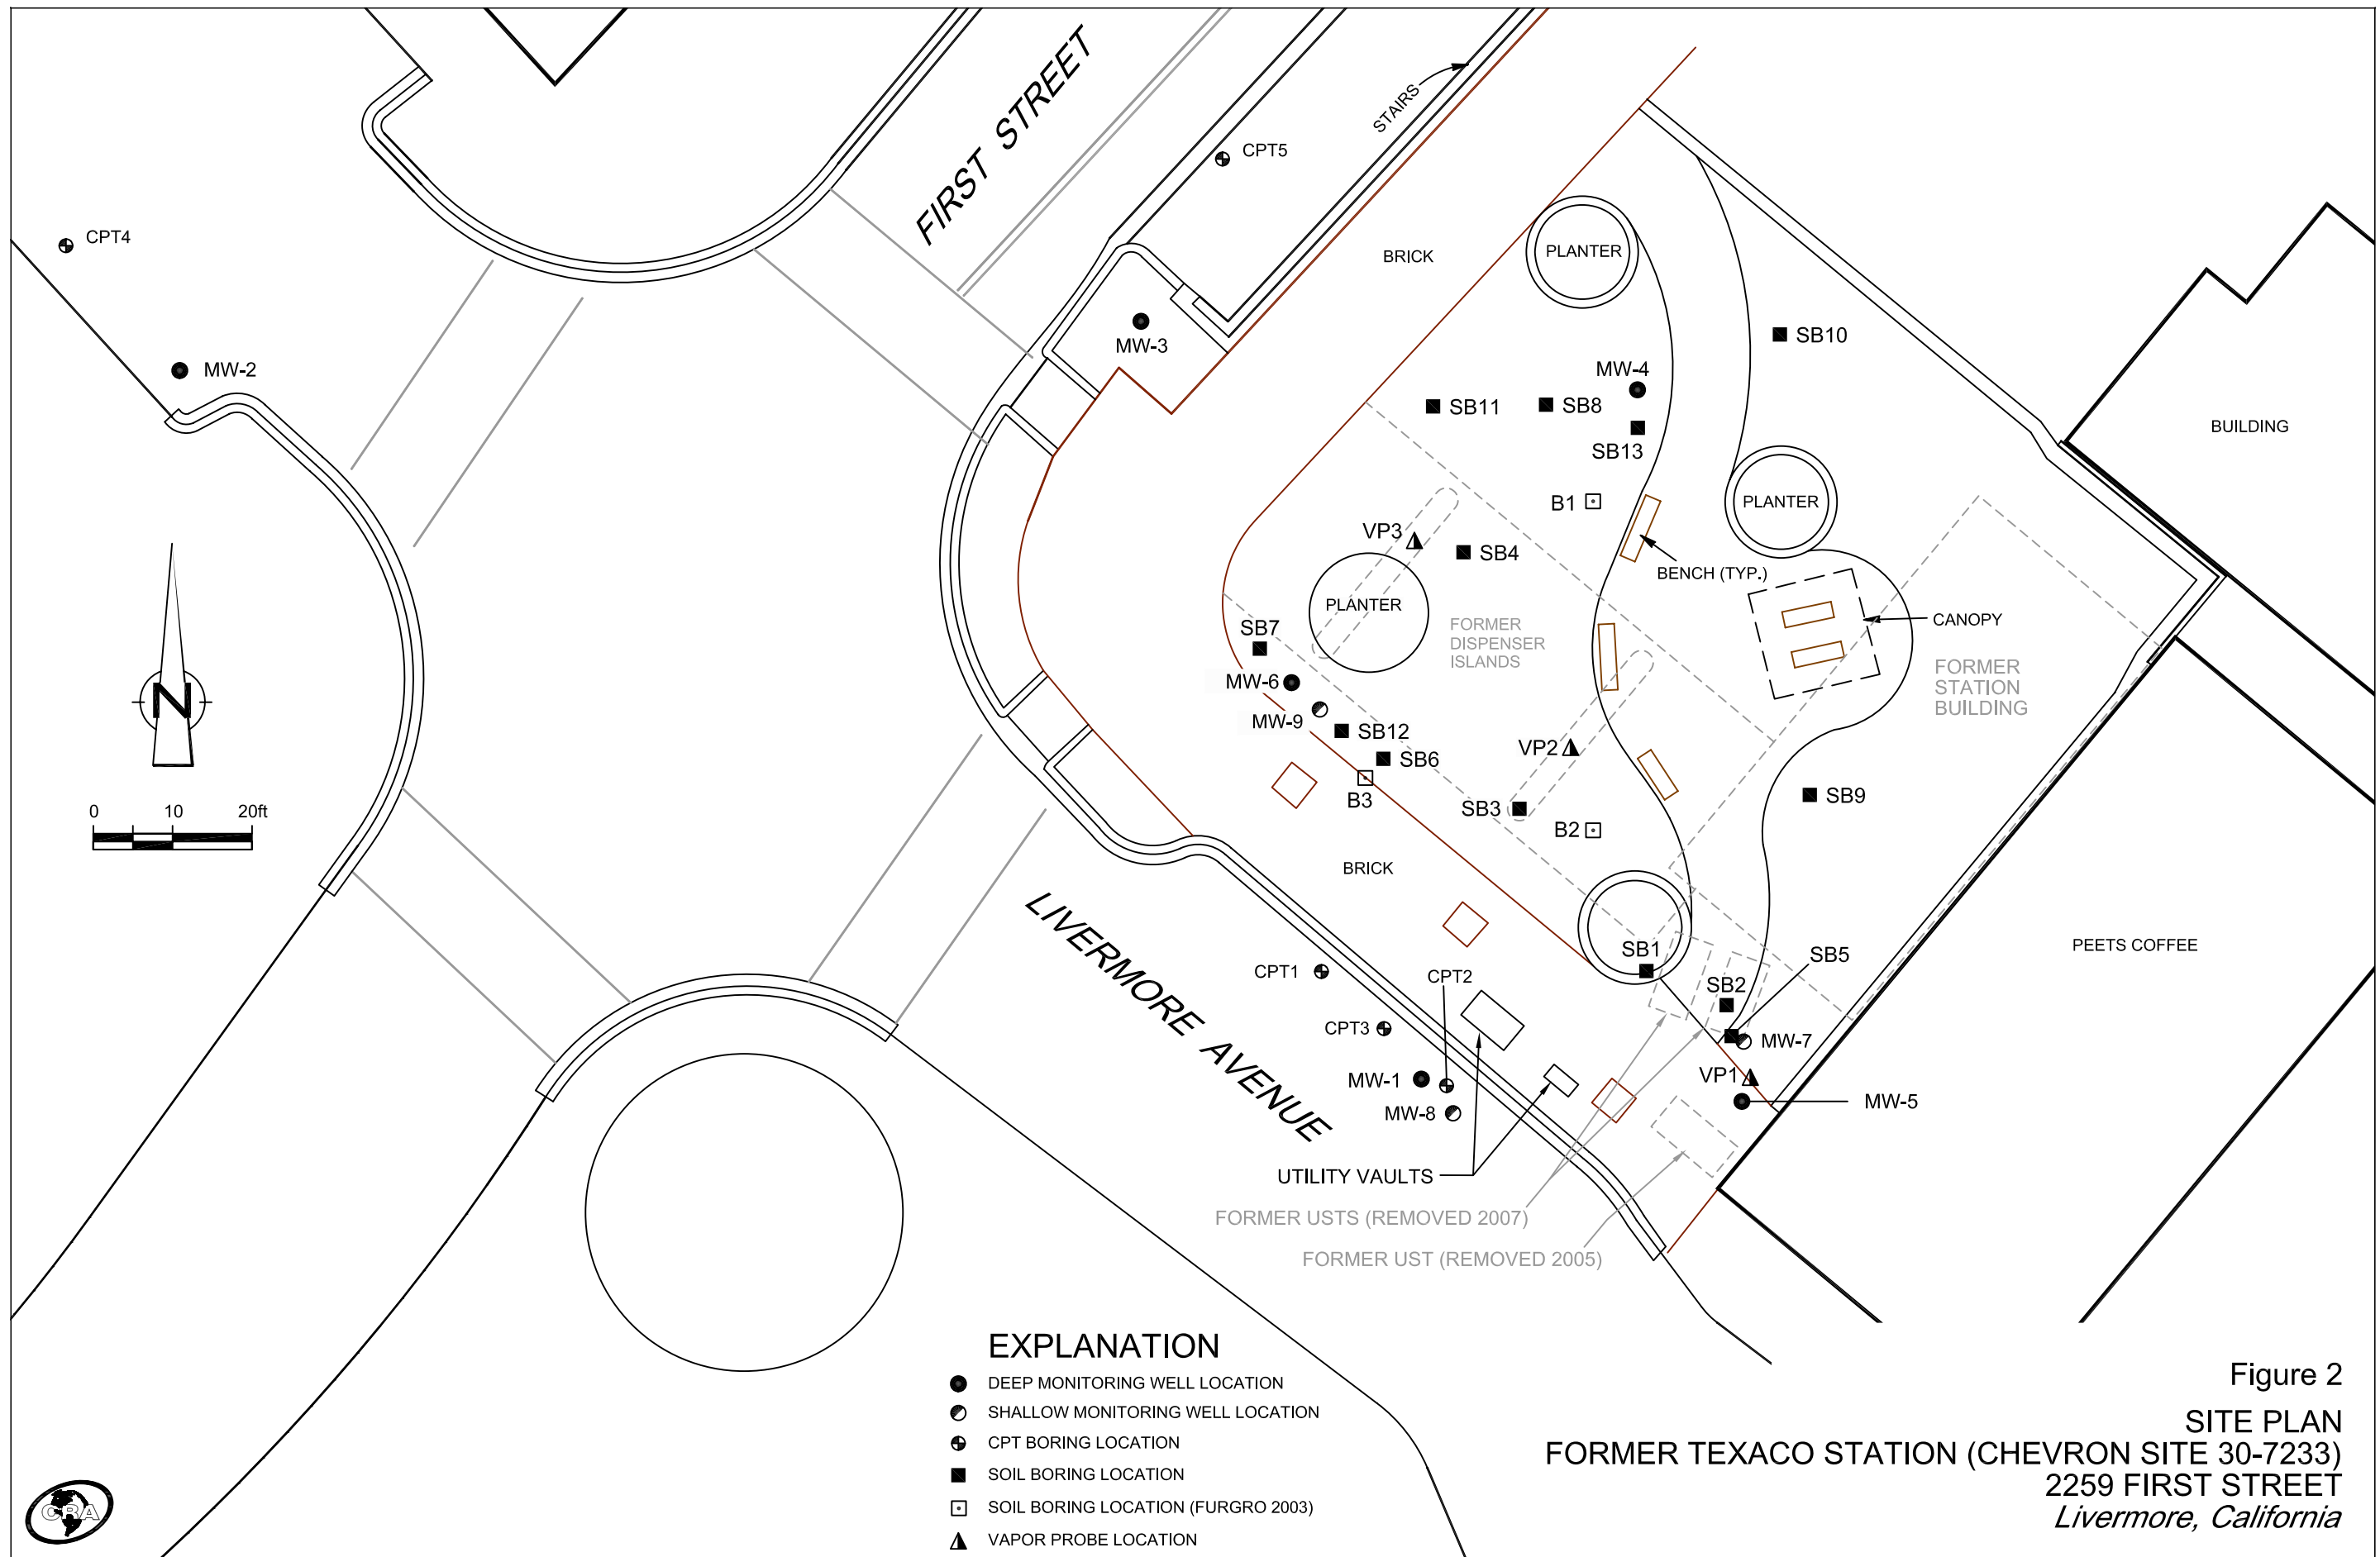 FIRST STREET
STAIRS
CPT5
CPT4
BRICK
PLANTER
MW-3
SB10
MW-2
MW-4
SB11
SB8
SB13
BUILDING
B1
PLANTER
VP3
SB4
BENCH (TYP.)
PLANTER
CANOPY
SB7
FORMER
DISPENSER
ISLANDS
FORMER
STATION
BUILDING
MW-6
MW-9
SB12
SB6
VP2
B3
SB3
SB9
B2
N
0 10 20ft
BRICK
LIVERMORE AVENUE
SB1
SB5
PEETS COFFEE
CPT1
CPT2
SB2
CPT3
MW-7
MW-1
VP1
MW-8
MW-5
UTILITY VAULTS
FORMER USTS (REMOVED 2007)
FORMER UST (REMOVED 2005)
EXPLANATION
DEEP MONITORING WELL LOCATION
SHALLOW MONITORING WELL LOCATION
CPT BORING LOCATION
SOIL BORING LOCATION
SOIL BORING LOCATION (FURGRO 2003)
VAPOR PROBE LOCATION
CRA
Figure 2
SITE PLAN
FORMER TEXACO STATION (CHEVRON SITE 30-7233)
2259 FIRST STREET
Livermore, California